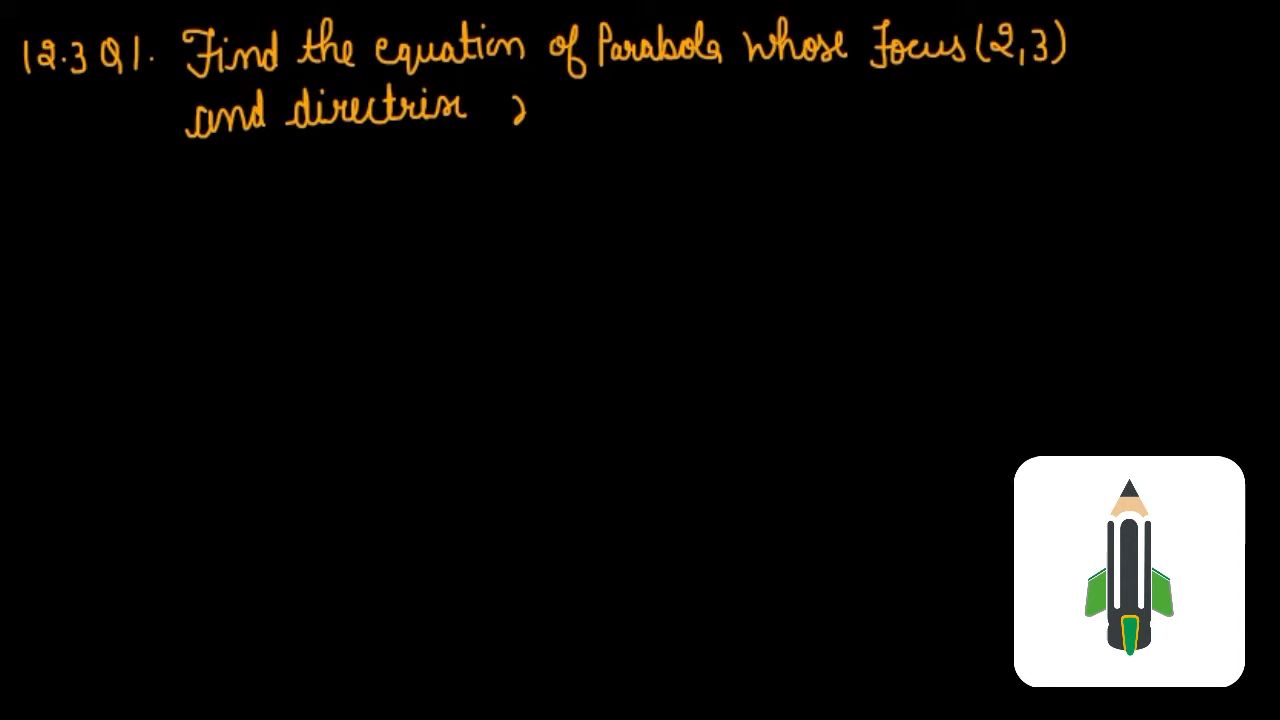 12.3 Q1. Find the equation of Parabola whose focus (2,3)
and directrix